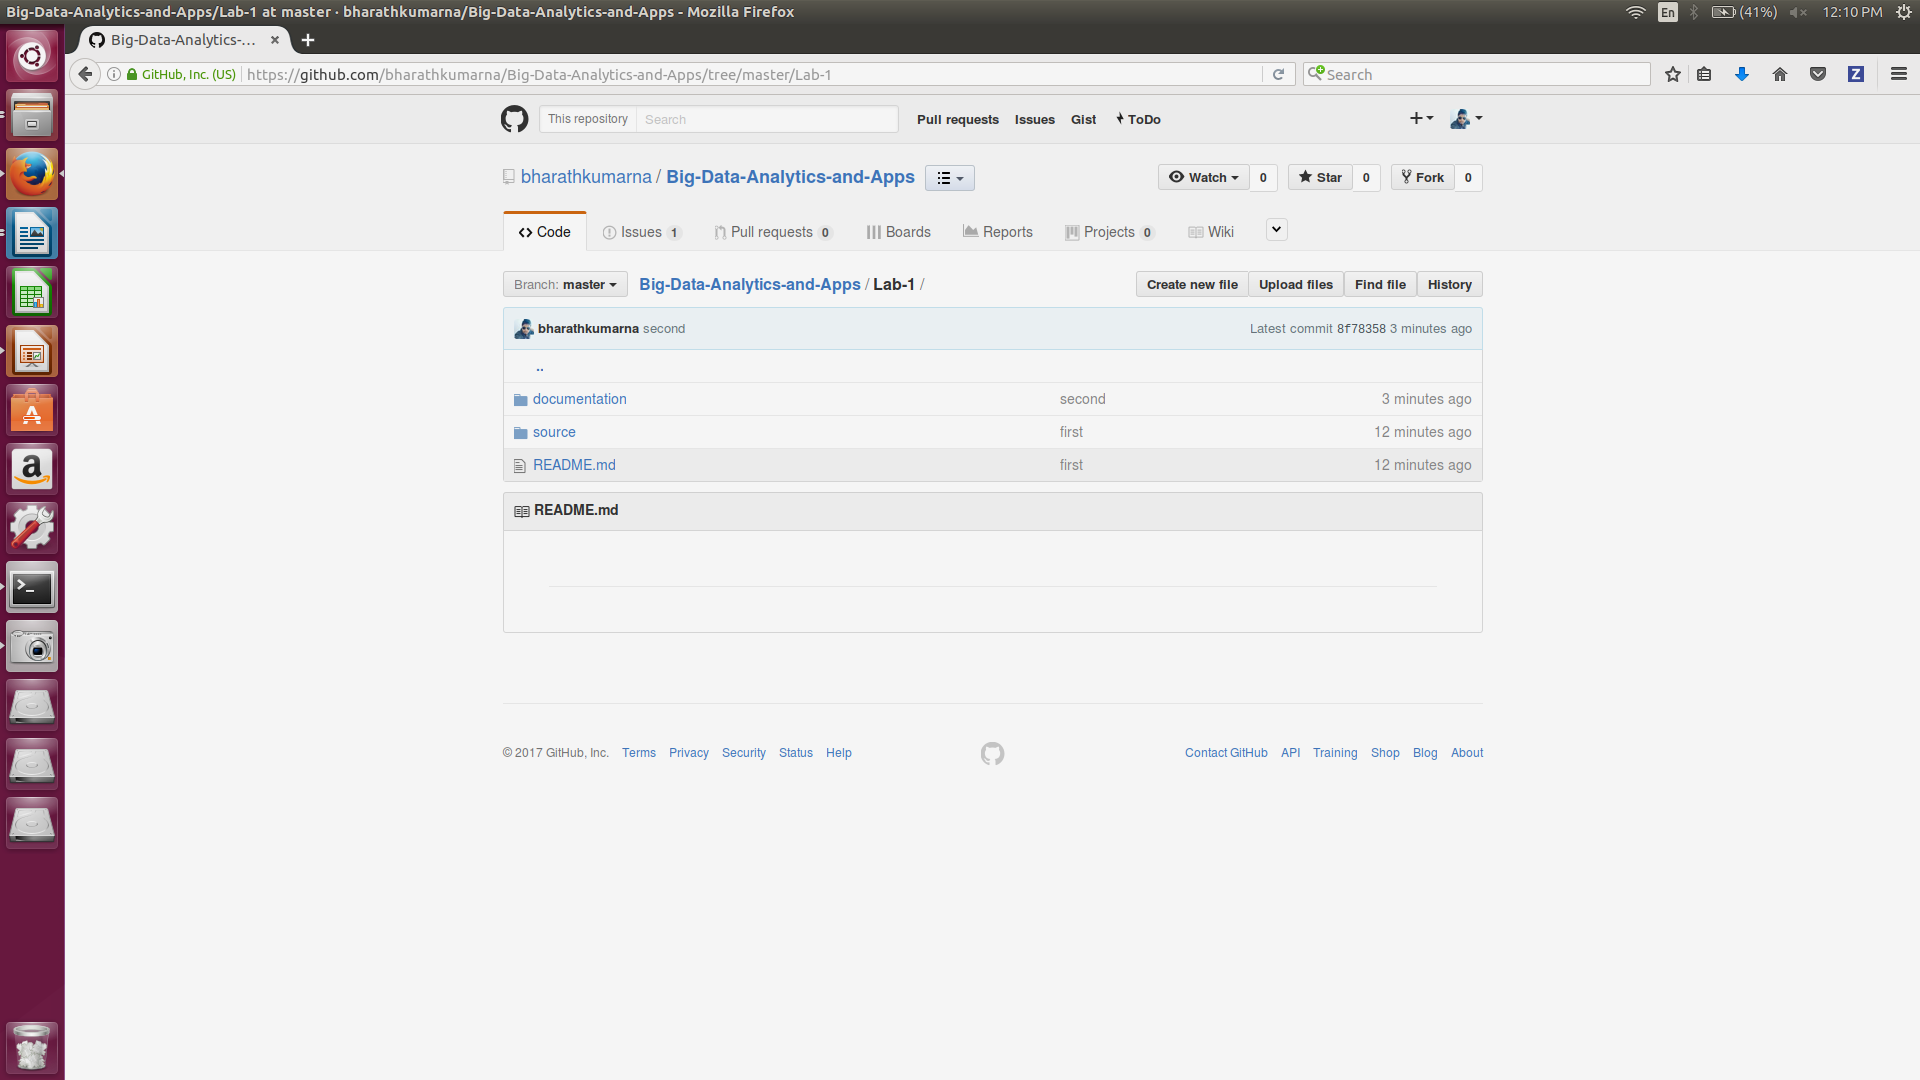 Big-Data-Analytics-and-Apps/Lab-1 at master · bharathkumarna/Big-Data-Analytics-and-Apps - Mozilla Firefox
En (41%) 12:10 PM
Big-Data-Analytics-...
GitHub, Inc. (US) https://github.com/bharathkumarna/Big-Data-Analytics-and-Apps/tree/master/Lab-1 Search
This repository Search Pull requests Issues Gist ToDo
bharathkumarna / Big-Data-Analytics-and-Apps Watch 0 Star 0 Fork 0
Code Issues 1 Pull requests 0 Boards Reports Projects 0 Wiki
Branch: master Big-Data-Analytics-and-Apps / Lab-1 / Create new file Upload files Find file History
bharathkumarna second Latest commit 8f78358 3 minutes ago
..
documentation second 3 minutes ago
source first 12 minutes ago
README.md first 12 minutes ago
README.md
© 2017 GitHub, Inc. Terms Privacy Security Status Help Contact GitHub API Training Shop Blog About